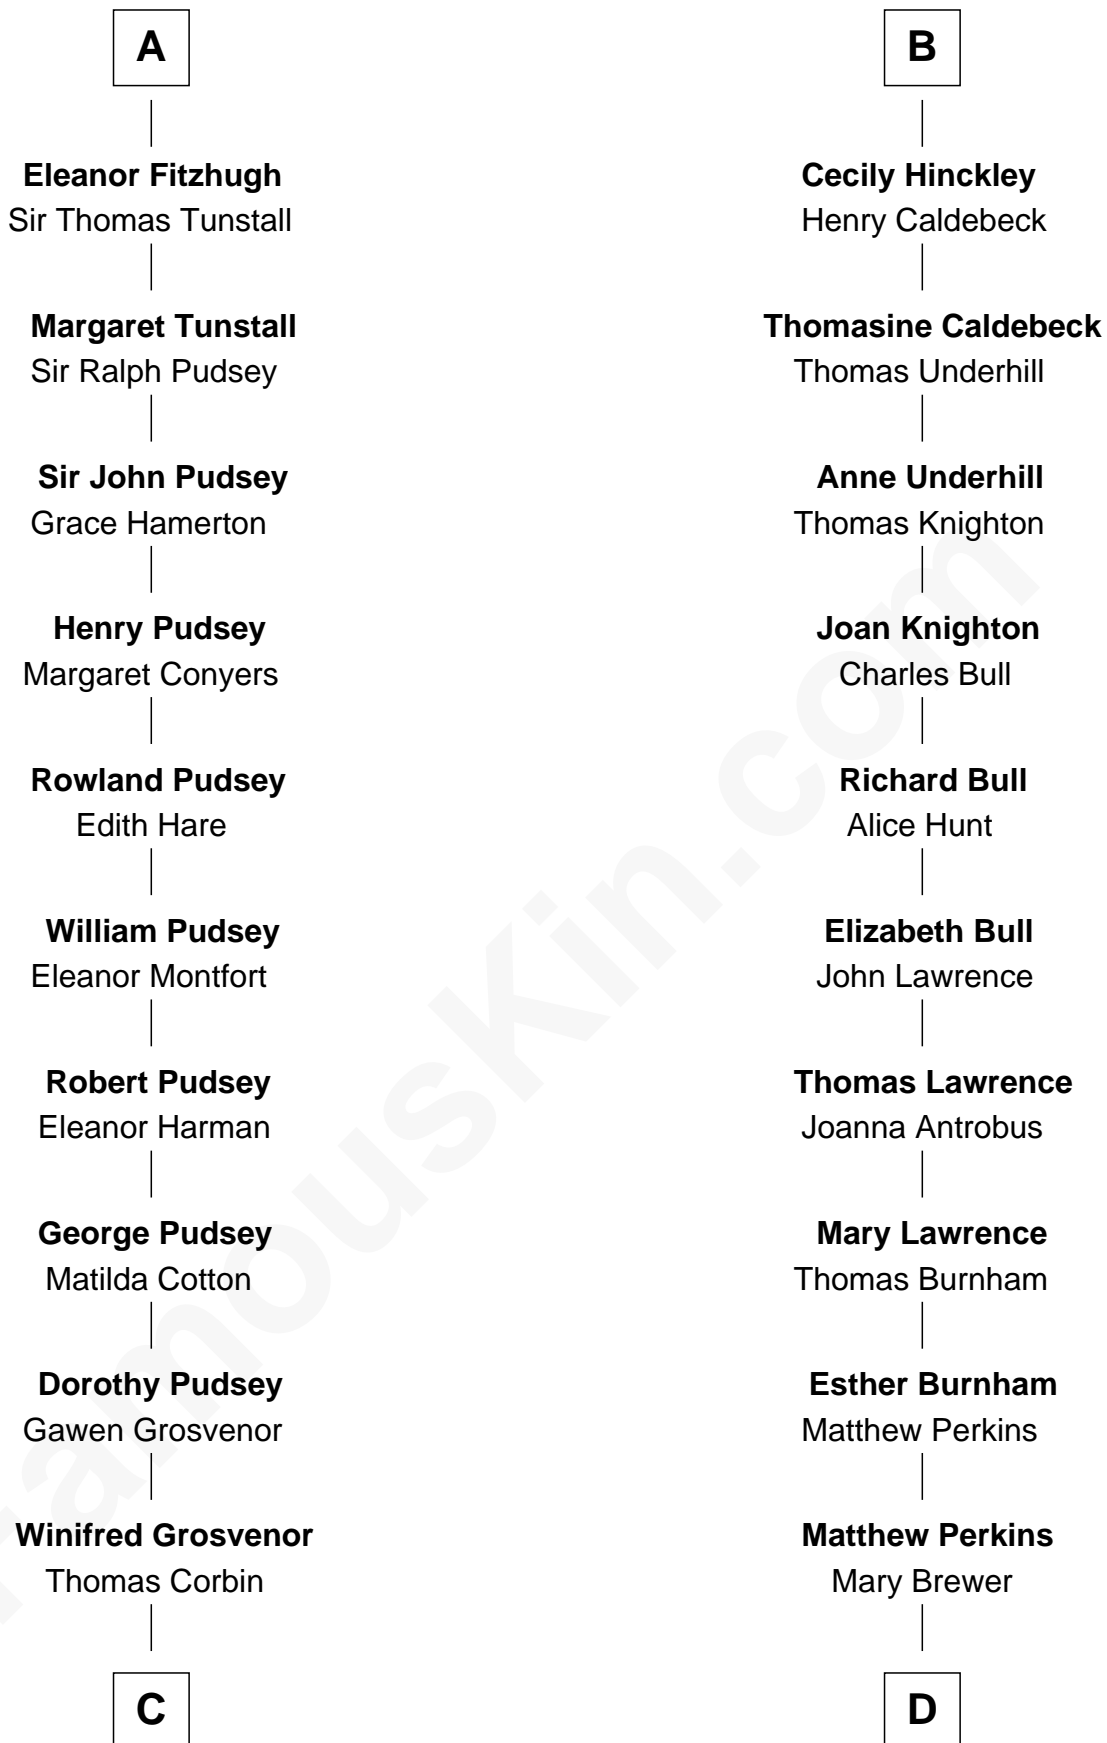 A
Eleanor Fitzhugh
Sir Thomas Tunstall
Margaret Tunstall
Sir Ralph Pudsey
Sir John Pudsey
Grace Hamerton
Henry Pudsey
Margaret Conyers
Rowland Pudsey
Edith Hare
William Pudsey
Eleanor Montfort
Robert Pudsey
Eleanor Harman
George Pudsey
Matilda Cotton
Dorothy Pudsey
Gawen Grosvenor
Winifred Grosvenor
Thomas Corbin
C
B
Cecily Hinckley
Henry Caldebeck
Thomasine Caldebeck
Thomas Underhill
Anne Underhill
Thomas Knighton
Joan Knighton
Charles Bull
Richard Bull
Alice Hunt
Elizabeth Bull
John Lawrence
Thomas Lawrence
Joanna Antrobus
Mary Lawrence
Thomas Burnham
Esther Burnham
Matthew Perkins
Matthew Perkins
Mary Brewer
D
FamousKin.com